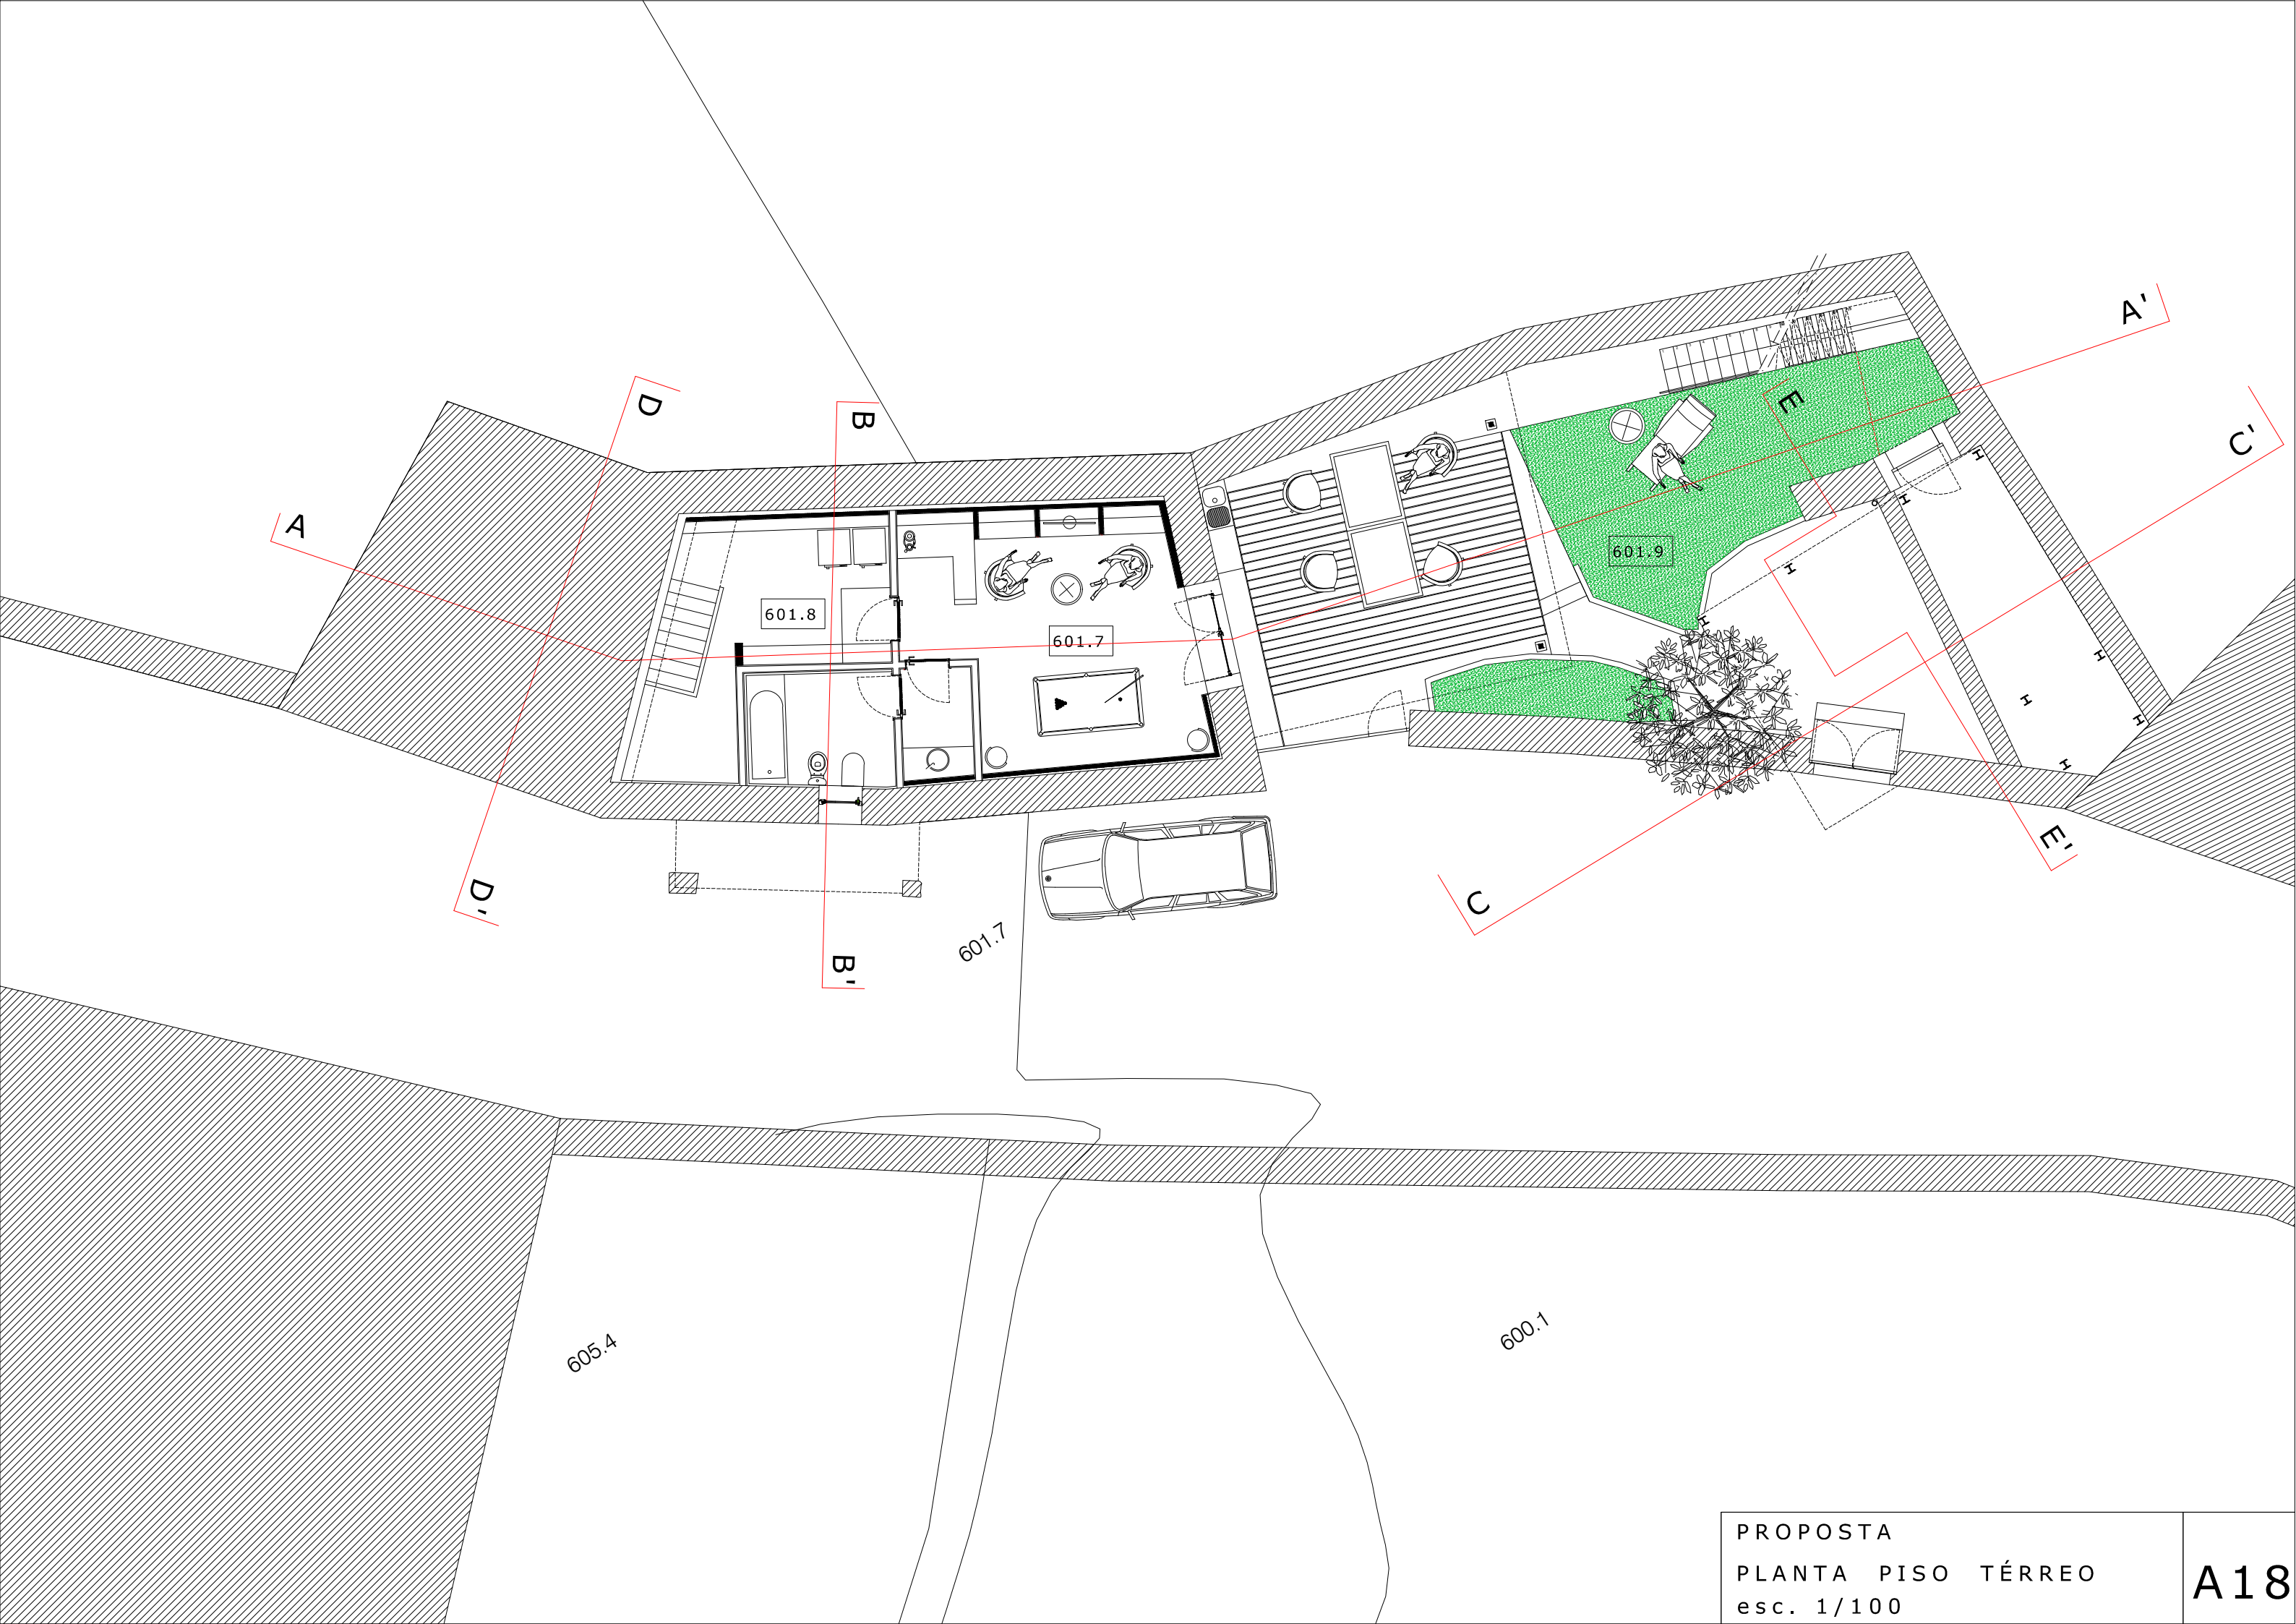 A'
C'
D
B
E
A
601.9
601.8
601.7
E'
D'
C
601.7
B'
605.4
600.1
PROPOSTA
PLANTA PISO TÉRREO
esc. 1/100
A18